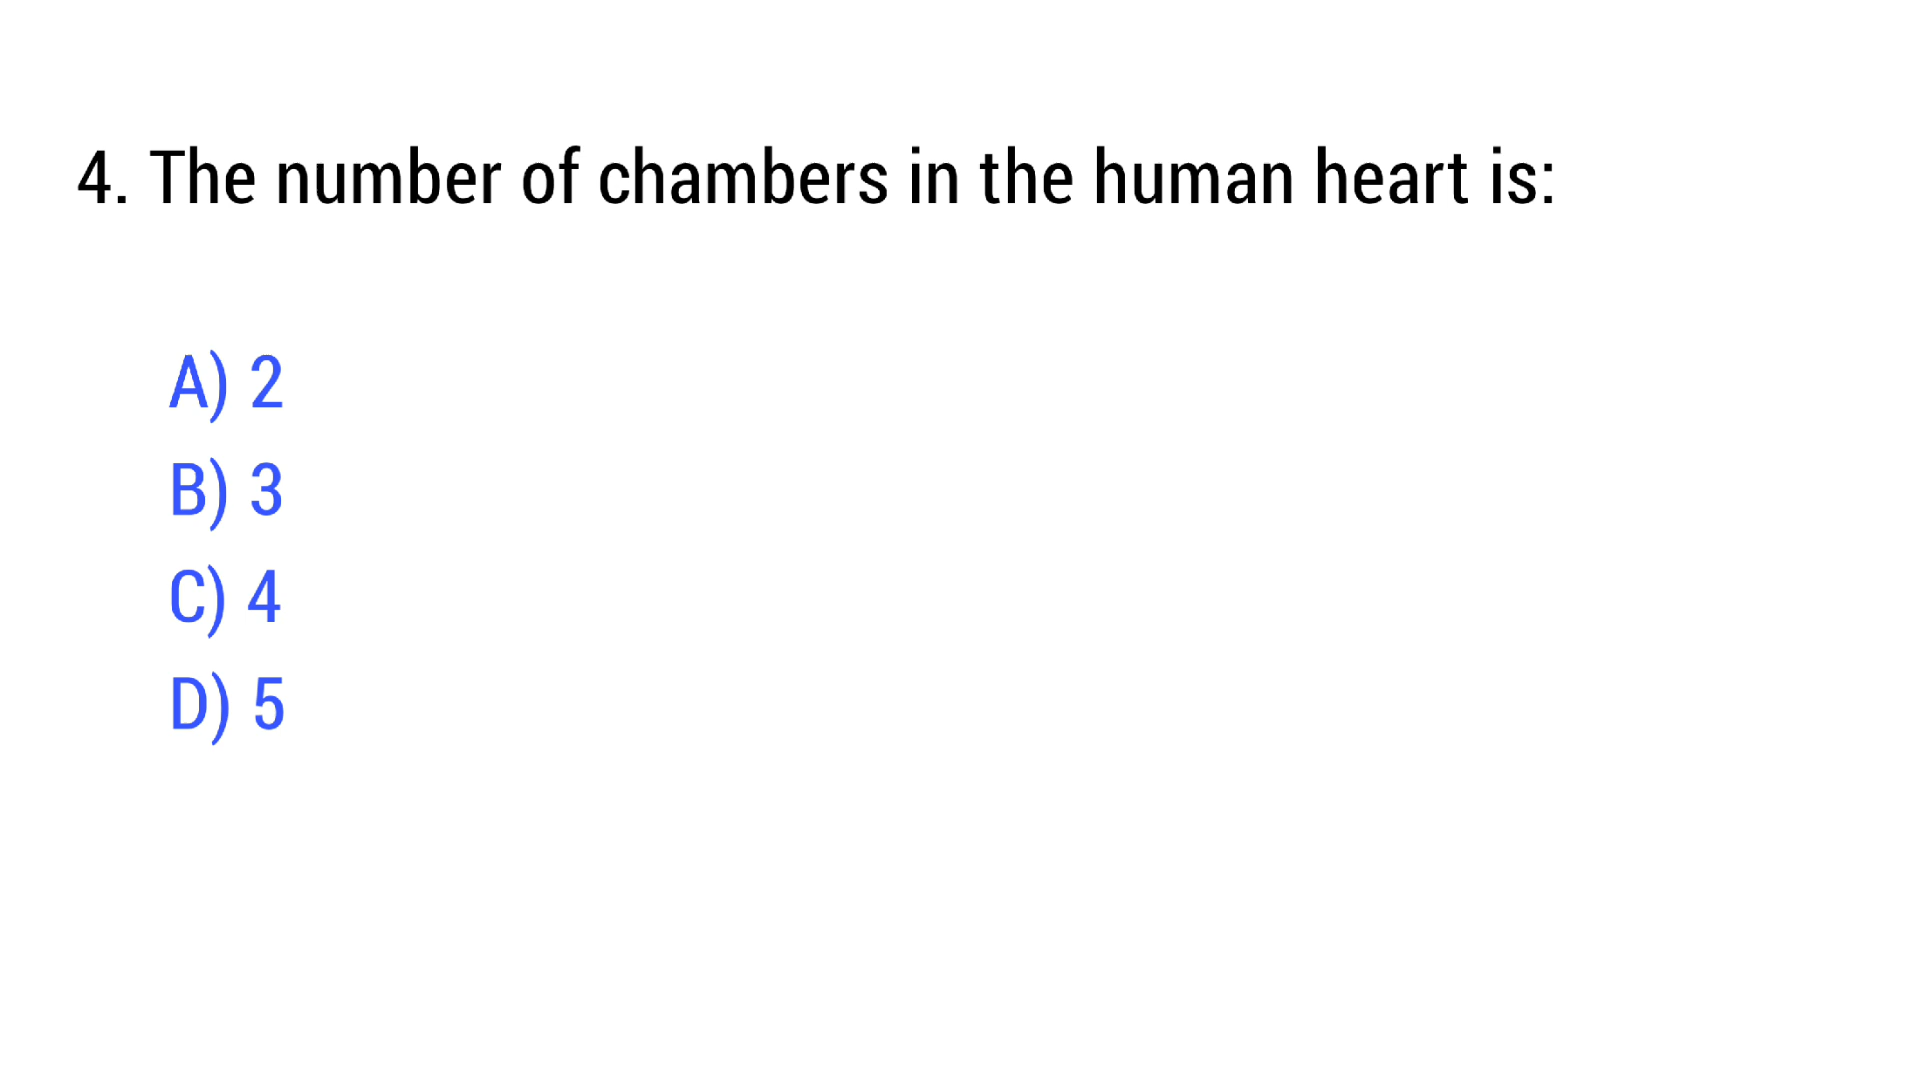 4. The number of chambers in the human heart is:
A) 2
B) 3
C) 4
D) 5